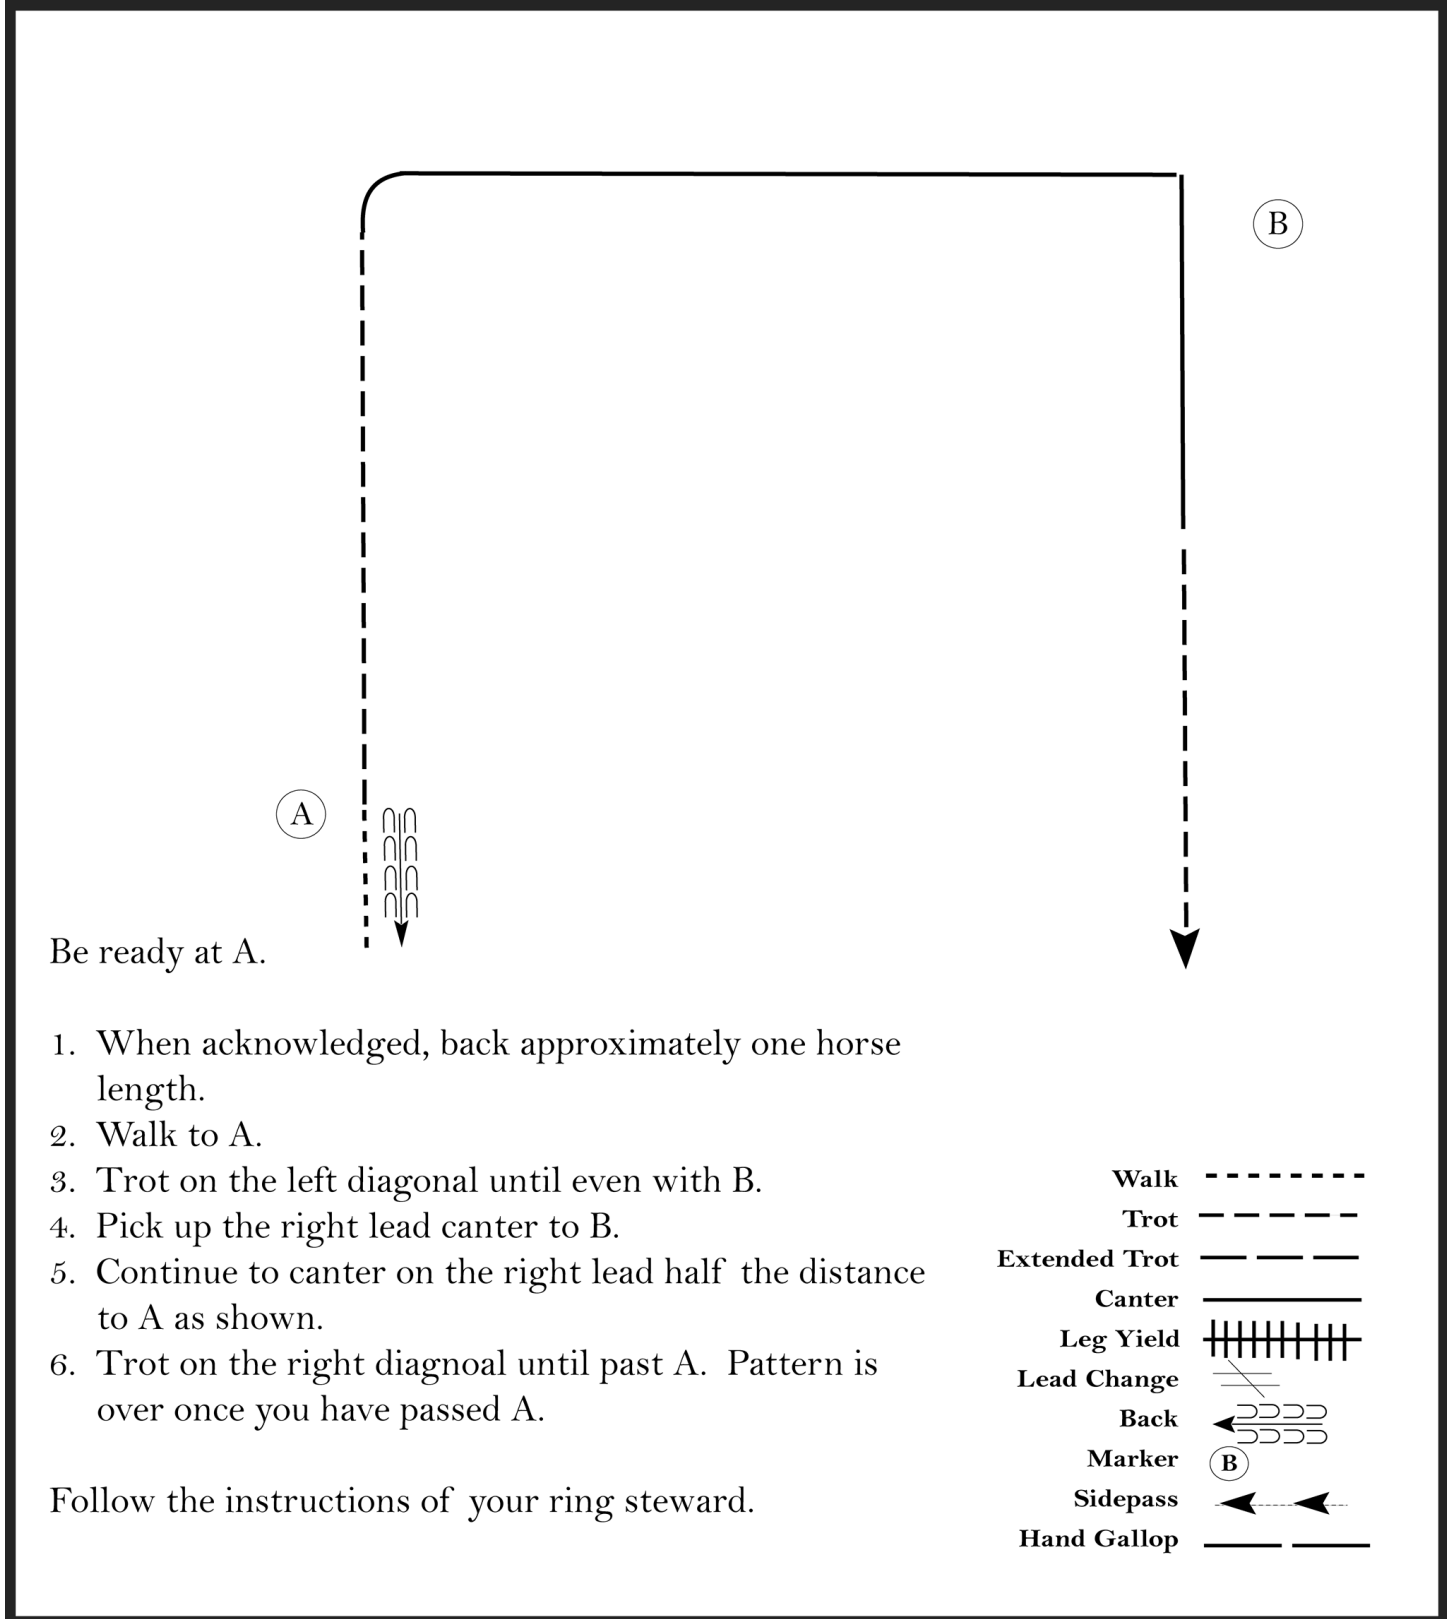 B
A
Be ready at A.
1. When acknowledged, back approximately one horse
length.
2. Walk to A.
3. Trot on the left diagonal until even with B.
4. Pick up the right lead canter to B.
5. Continue to canter on the right lead half the distance
to A as shown.
6. Trot on the right diagnoal until past A. Pattern is
over once you have passed A.
Follow the instructions of your ring steward.
Walk
Trot
Extended Trot
Canter
Leg Yield
Lead Change
Back
Marker B
Sidepass
Hand Gallop